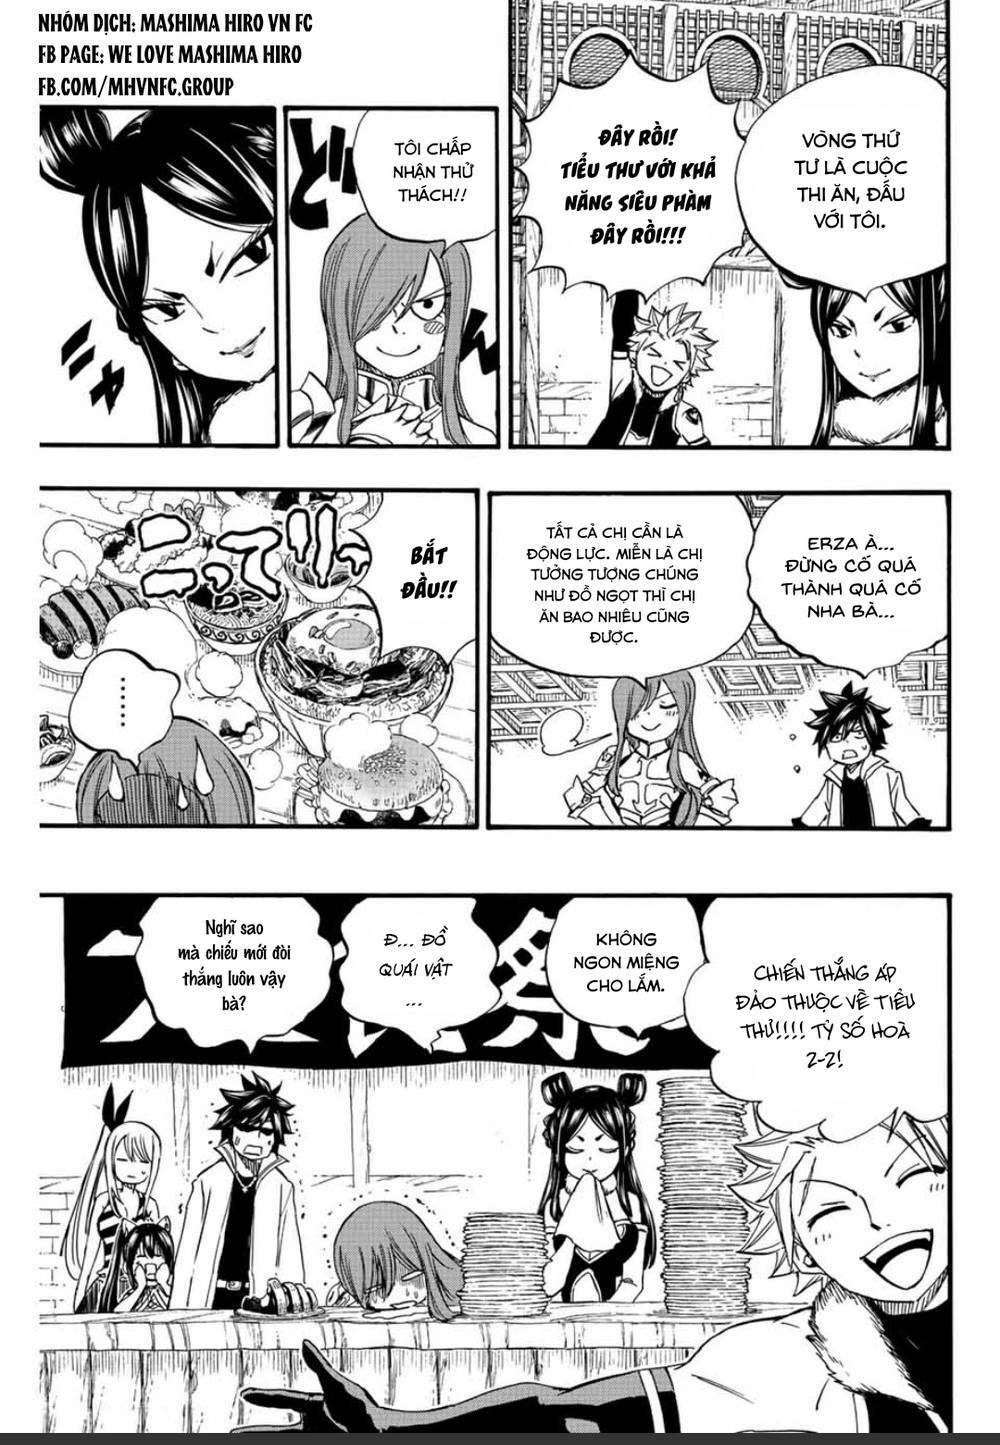 NHÓM DỊCH: MASHIMA HIRO VN FC
FB PAGE: WE LOVE MASHIMA HIRO
FB.COM/MHVNFC.GROUP
VÒNG THỨ
TƯ LÀ CUỘC
THI ĂN, ĐẤU
VỚI TÔI.
ĐÂY RỒI!
TIỂU THƯ VỚI KHẢ
NĂNG SIÊU PHÀM
ĐÂY RỒI!!!
TÔI CHẤP
NHẬN THỬ
THÁCH!!
ERZA À...
ĐỪNG CỐ QUÁ
THÀNH QUÁ CỐ
NHA BÀ...
TẤT CẢ CHỊ CẦN LÀ
ĐỘNG LỰC. MIỄN LÀ CHỊ
TƯỞNG TƯỢNG CHÚNG
NHƯ ĐỒ NGỌT THÌ CHỊ
ĂN BAO NHIÊU CŨNG
ĐƯỢC.
BẮT
ĐẦU!!
......
CHIẾN THẮNG ÁP
ĐẢO THUỘC VỀ TIỂU
THƯ!!!! TỶ SỐ HOÀ
2-2!
KHÔNG
NGON MIỆNG
CHO LẮM.
Đ... ĐỒ
QUÁI VẬT
...
Nghĩ sao
mà chiếu mới đòi
thắng luôn vậy
bà?